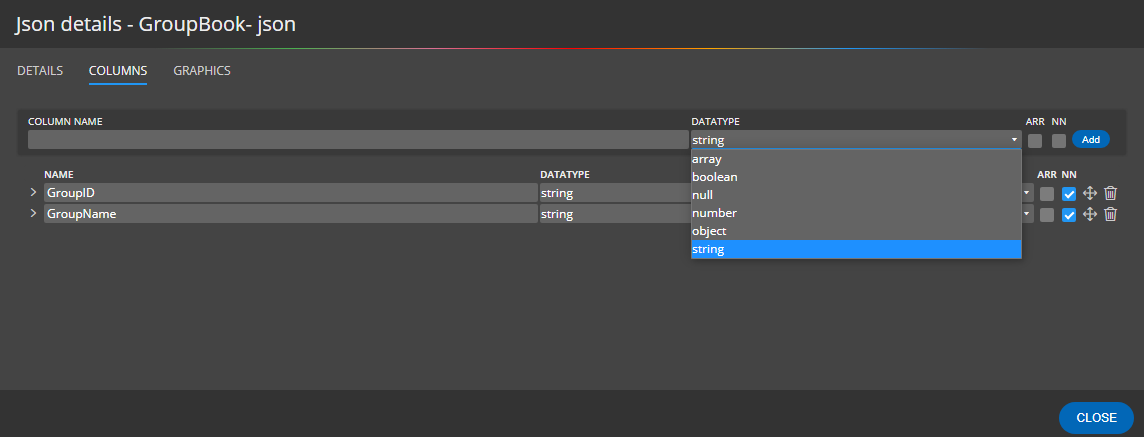 Json details - GroupBook- json
DETAILS COLUMNS GRAPHICS
COLUMN NAME DATATYPE ARR NN
string Add
array
boolean
null
number
object
string
NAME DATATYPE ARR NN
GroupID string
GroupName string
CLOSE